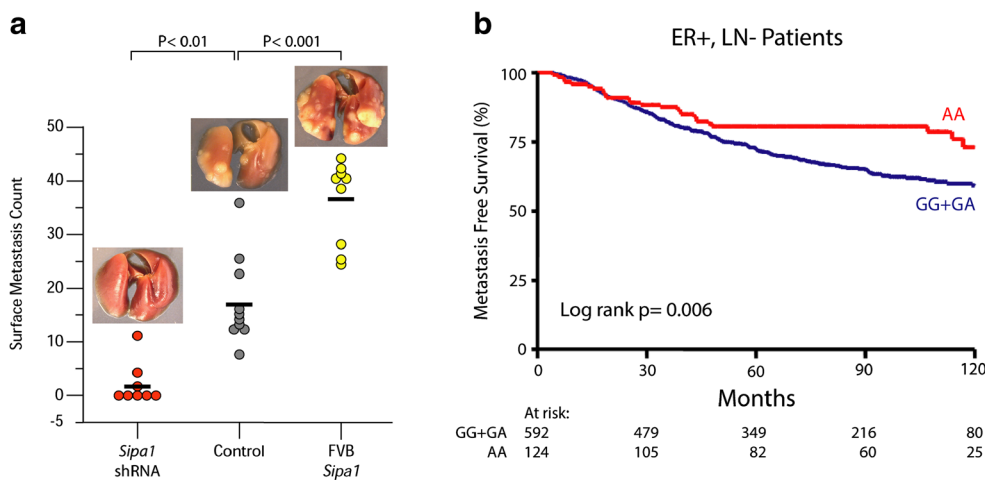 a
P< 0.01 P< 0.001
50
40
30
20
10
0
-5
Surface Metastasis Count
Sipa1
shRNA
Control
FVB
Sipa1
b
ER+, LN- Patients
100
75
50
25
0
Metastasis Free Survival (%)
AA
GG+GA
Log rank p= 0.006
0 30 60 90 120
Months
At risk:
GG+GA 592 479 349 216 80
AA 124 105 82 60 25